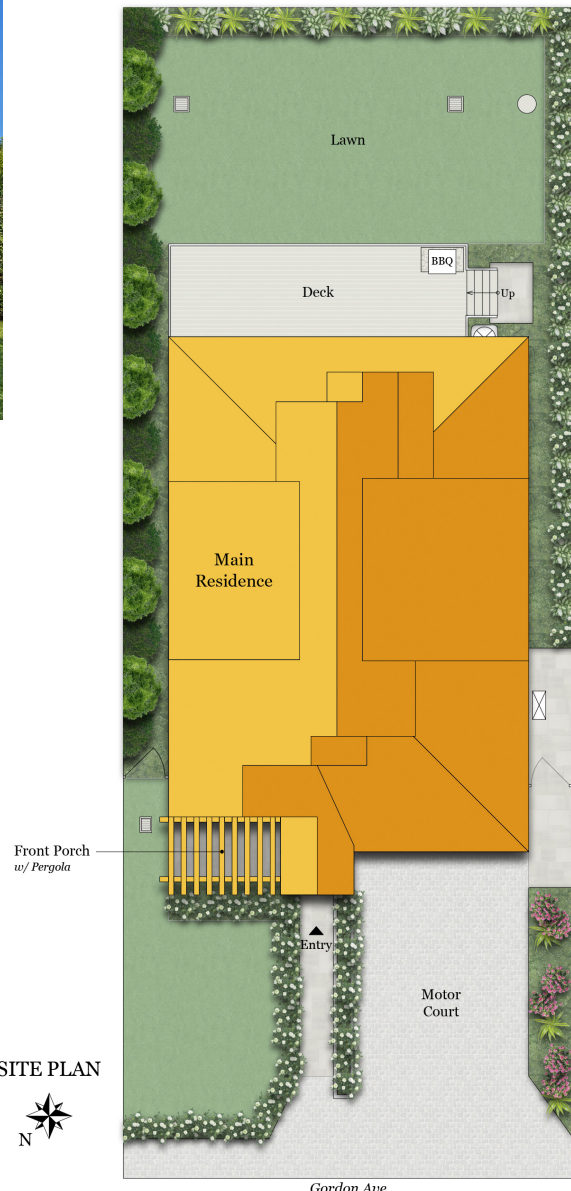 Lawn
BBQ
Deck
Up
Main
Residence
Front Porch
w/ Pergola
Entry
Motor
Court
SITE PLAN
N
Gordon Ave